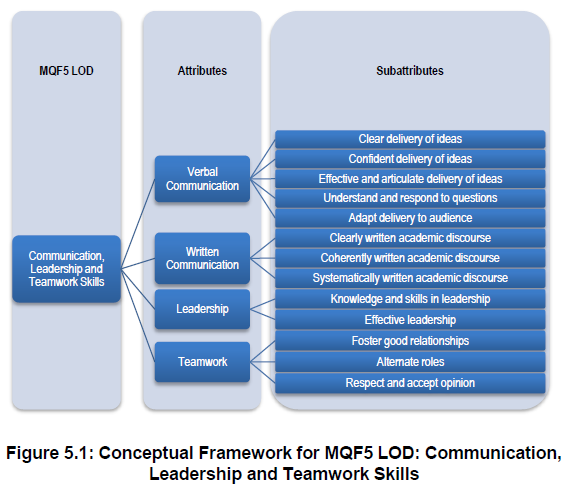 MQF5 LOD
Attributes
Subattributes
Communication,
Leadership and
Teamwork Skills
Verbal
Communication
Clear delivery of ideas
Confident delivery of ideas
Effective and articulate delivery of ideas
Understand and respond to questions
Adapt delivery to audience
Written
Communication
Clearly written academic discourse
Coherently written academic discourse
Systematically written academic discourse
Leadership
Knowledge and skills in leadership
Effective leadership
Teamwork
Foster good relationships
Alternate roles
Respect and accept opinion
Figure 5.1: Conceptual Framework for MQF5 LOD: Communication,
Leadership and Teamwork Skills